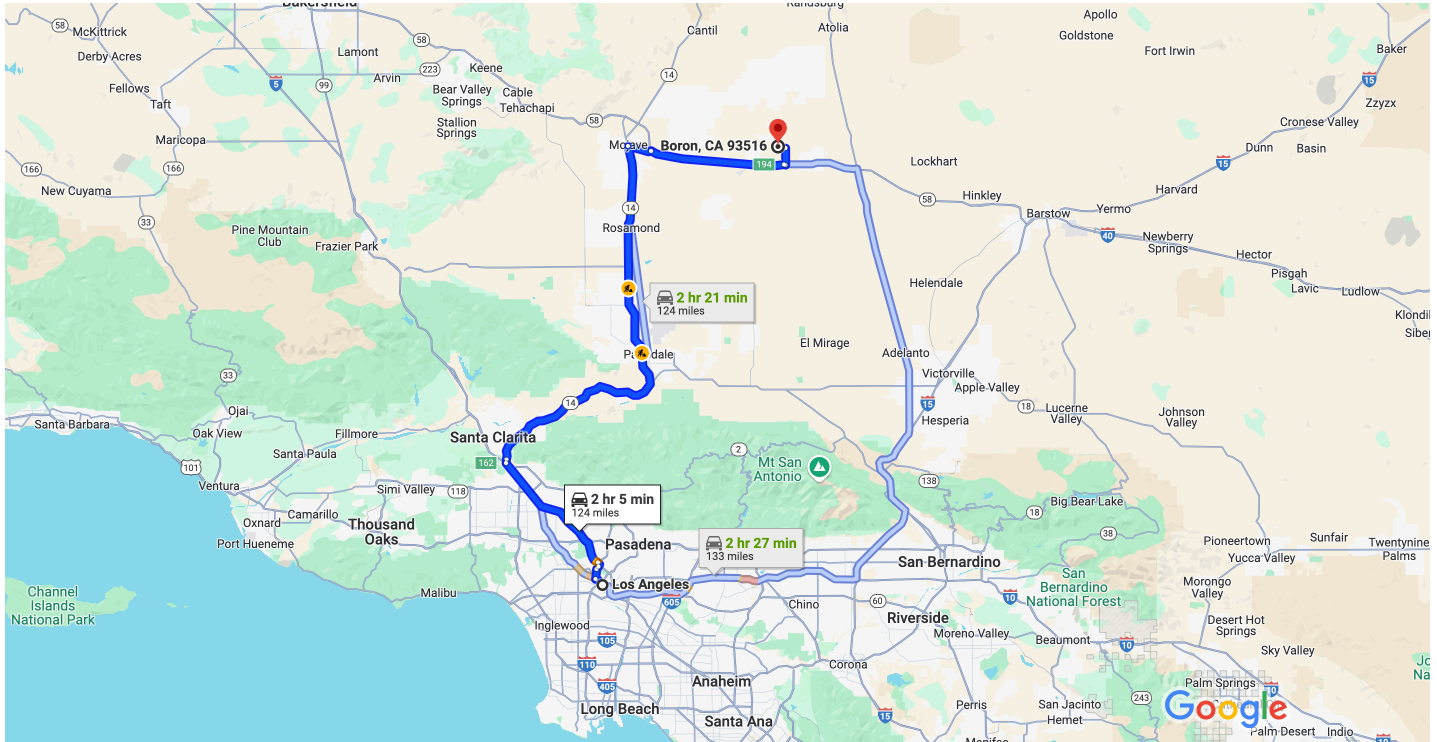 Bakersfield
Randsburg
58
McKittrick
Cantil
Atolia
Apollo
Goldstone
Derby Acres
Lamont
58
Fort Irwin
Baker
223
Keene
14
5
99
Arvin
15
Fellows
Bear Valley
Springs
Cable
Zzyzx
Taft
Tehachapi
58
Cronese Valley
Stallion
Springs
Maricopa
Boron, CA 93516
Dunn
Basin
194
Lockhart
15
166
166
New Cuyama
Hinkley
Harvard
58
14
Barstow
Yermo
33
Pine Mountain
Club
Rosamond
40
Newberry
Springs
Frazier Park
Hector
Pisgah
Lavic
Ludlow
Helendale
2 hr 21 min
124 miles
El Mirage
Adelanto
33
Victorville
Apple Valley
14
15
18
Lucerne
Valley
Johnson
Valley
Ojai
Hesperia
Santa Barbara
Oak View
Fillmore
Santa Clarita
2
Santa Paula
162
Mt San
Antonio
101
138
Ventura
Simi Valley
118
2 hr 5 min
124 miles
Big Bear Lake
18
Camarillo
Oxnard
Thousand
Oaks
38
Port Hueneme
Pasadena
2 hr 27 min
133 miles
Pioneertown
Sunfair
Yucca Valley
Twentynine
Palms
San Bernardino
San
Bernardino
National Forest
Channel
Islands
National Park
Malibu
Los Angeles
605
Chino
60
10
Morongo
Valley
Riverside
Inglewood
105
Moreno Valley
Beaumont
10
Desert Hot
Springs
Sky Valley
110
Corona
405
Anaheim
Palm Springs
10
Long Beach
243
Google
Santa Ana
15
Perris
San Jacinto
Hemet
Palm Desert
Indio
10